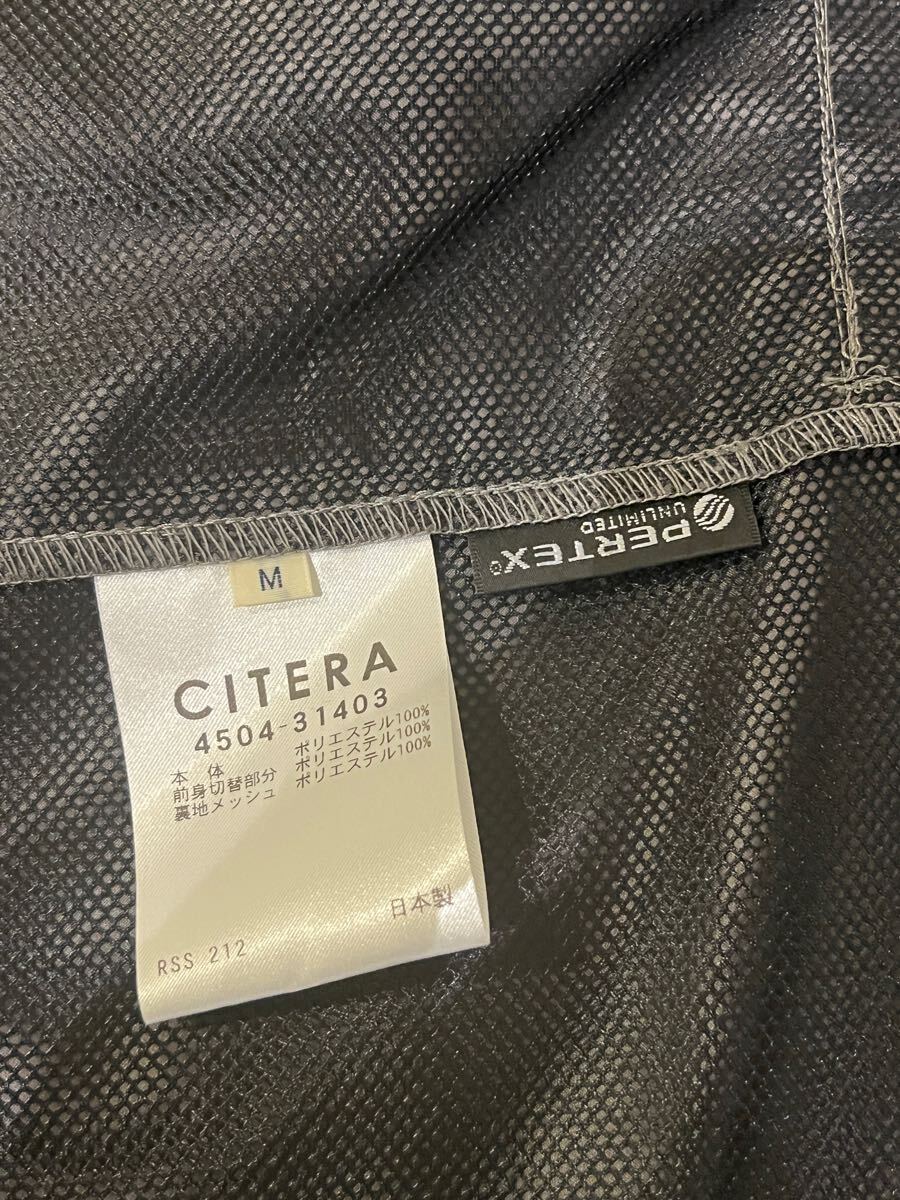 M
CITERA
4504-31403
本 体 ポリエステル100%
前身切替部分 ポリエステル100%
裏地メッシュ ポリエステル100%
日本製
RSS 212
PERTEX®
UNLIMITED